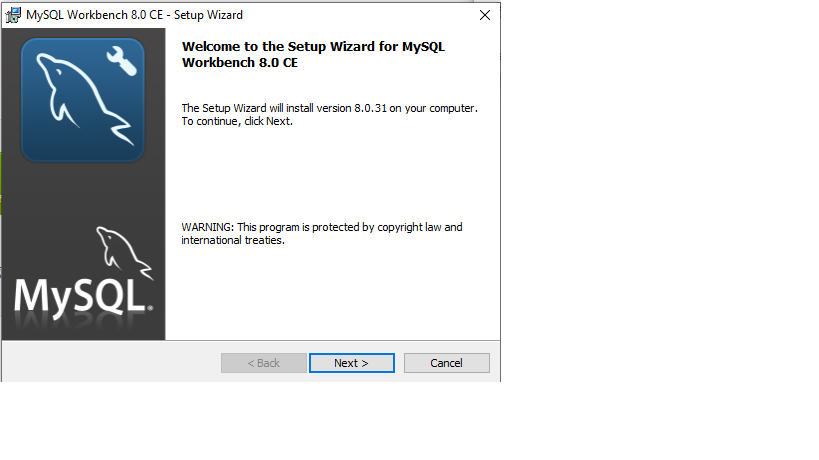 MySQL Workbench 8.0 CE - Setup Wizard
Welcome to the Setup Wizard for MySQL
Workbench 8.0 CE
The Setup Wizard will install version 8.0.31 on your computer.
To continue, click Next.
WARNING: This program is protected by copyright law and
international treaties.
MySQL®
< Back
Next >
Cancel